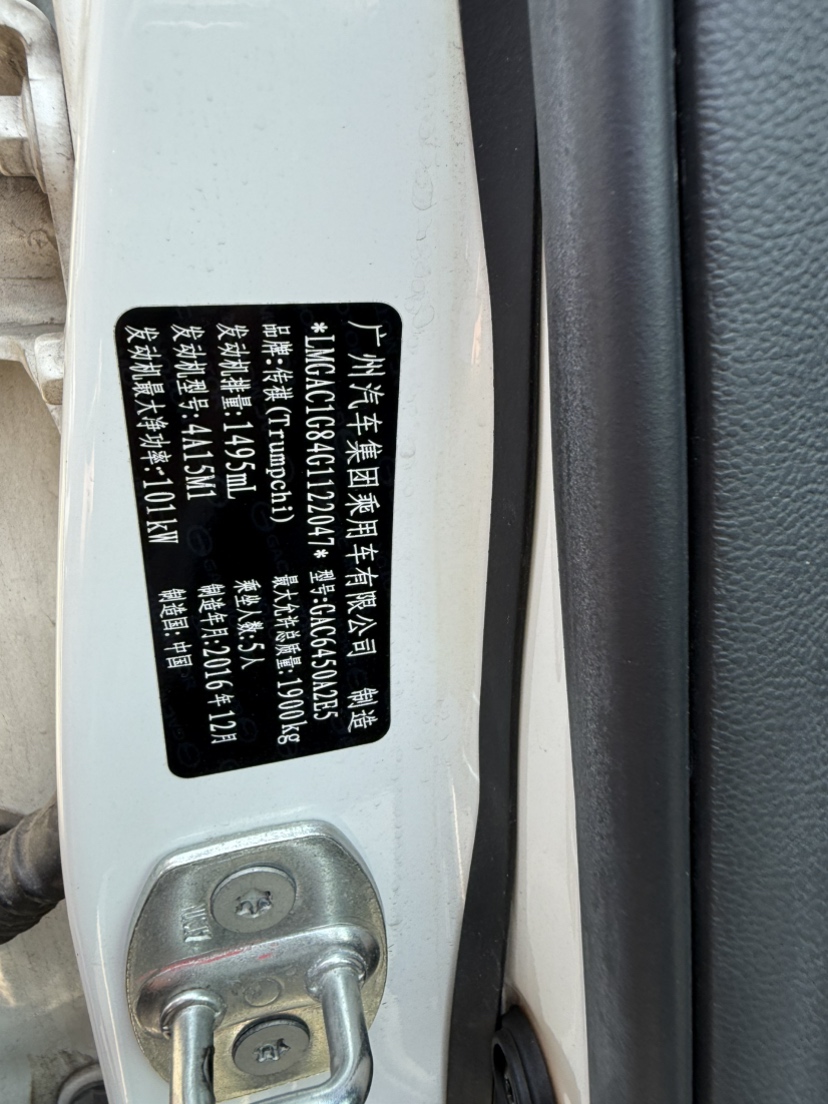 广州汽车集团乘用车有限公司 制造
*LMGAC1G84G1122047* 型号:GAC6450A2E5
品牌:传祺(Trumpchi) 最大允许总质量:1900kg
发动机排量:1495mL 乘坐人数:5人
发动机型号:4A15M1 制造年月:2016年12月
发动机最大净功率:101kW 制造国:中国